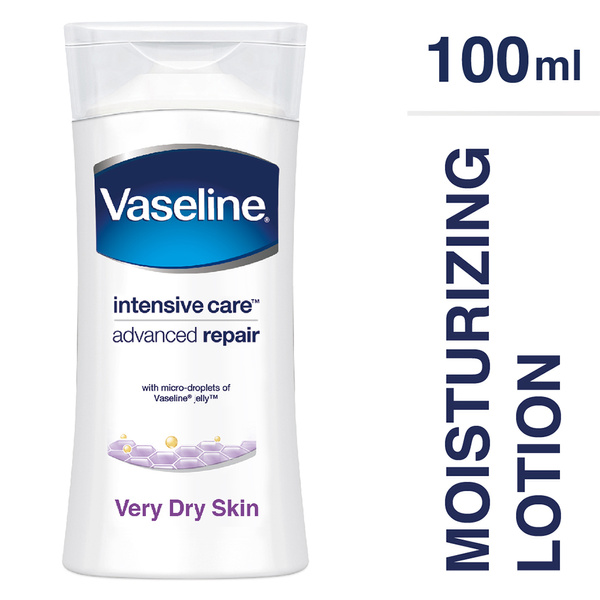 Vaseline®
intensive care™
advanced repair
with micro-droplets of
Vaseline® jelly™
Very Dry Skin
100ml
MOISTURIZING
LOTION